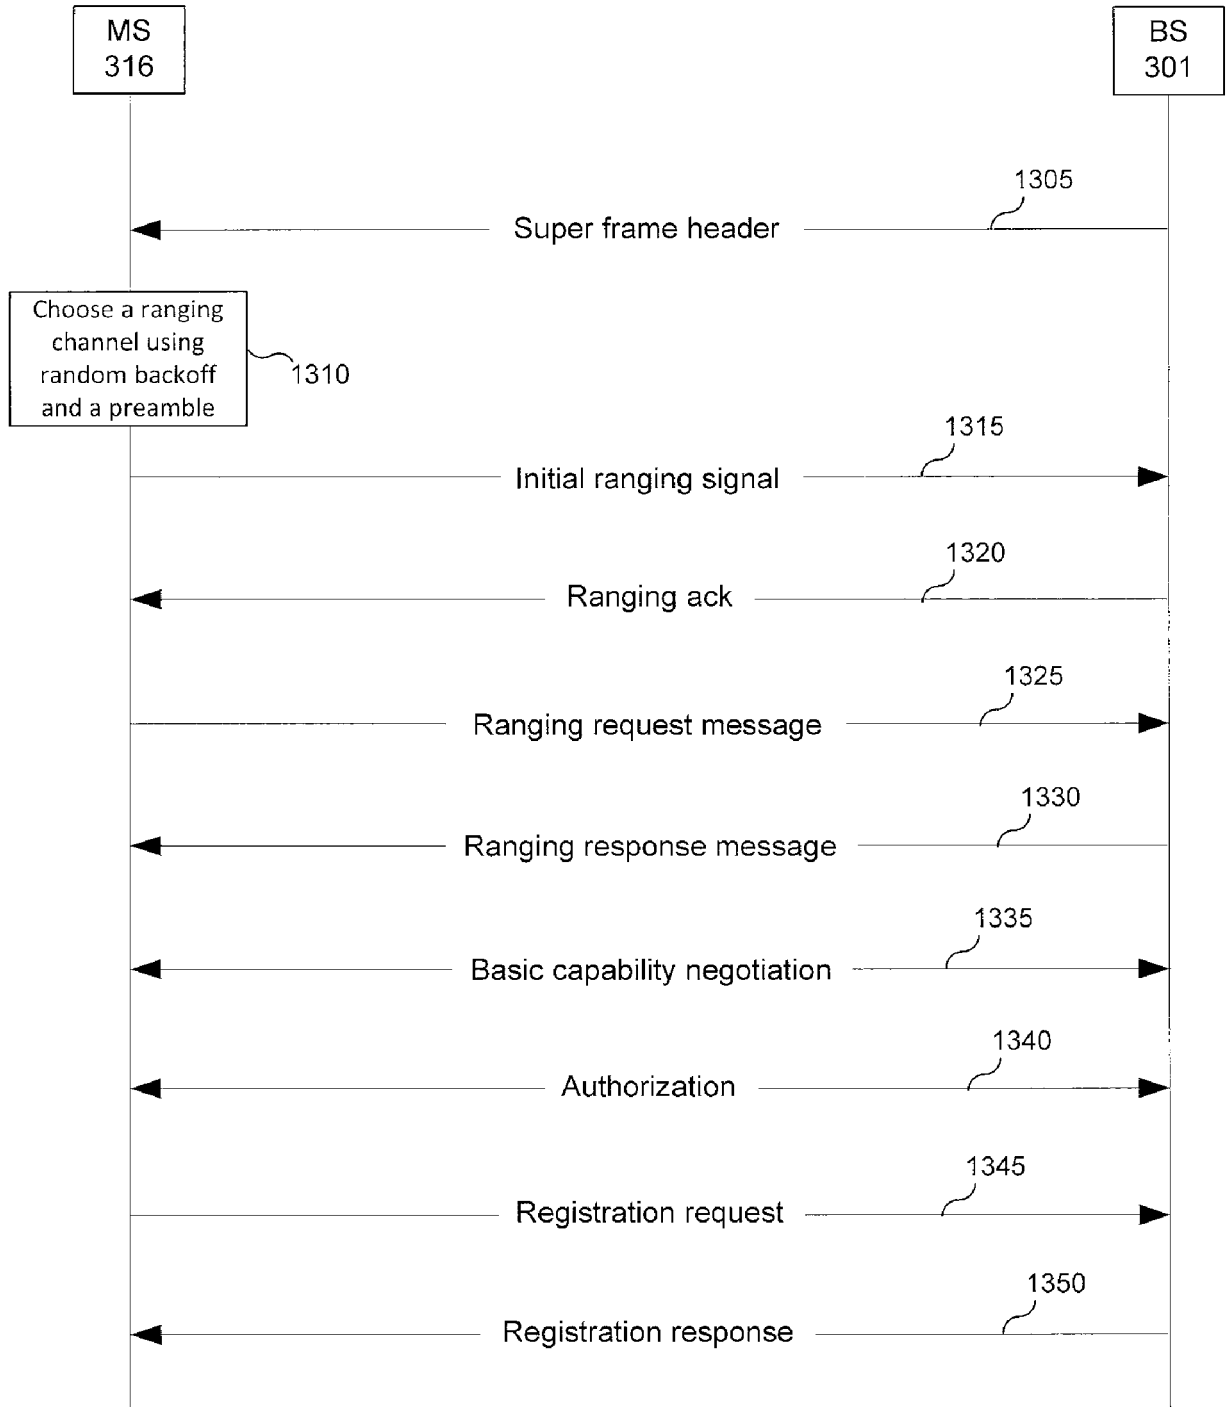 MS
316
BS
301
1305
Super frame header
Choose a ranging
channel using
random backoff
and a preamble
1310
1315
Initial ranging signal
1320
Ranging ack
1325
Ranging request message
1330
Ranging response message
1335
Basic capability negotiation
1340
Authorization
1345
Registration request
1350
Registration response